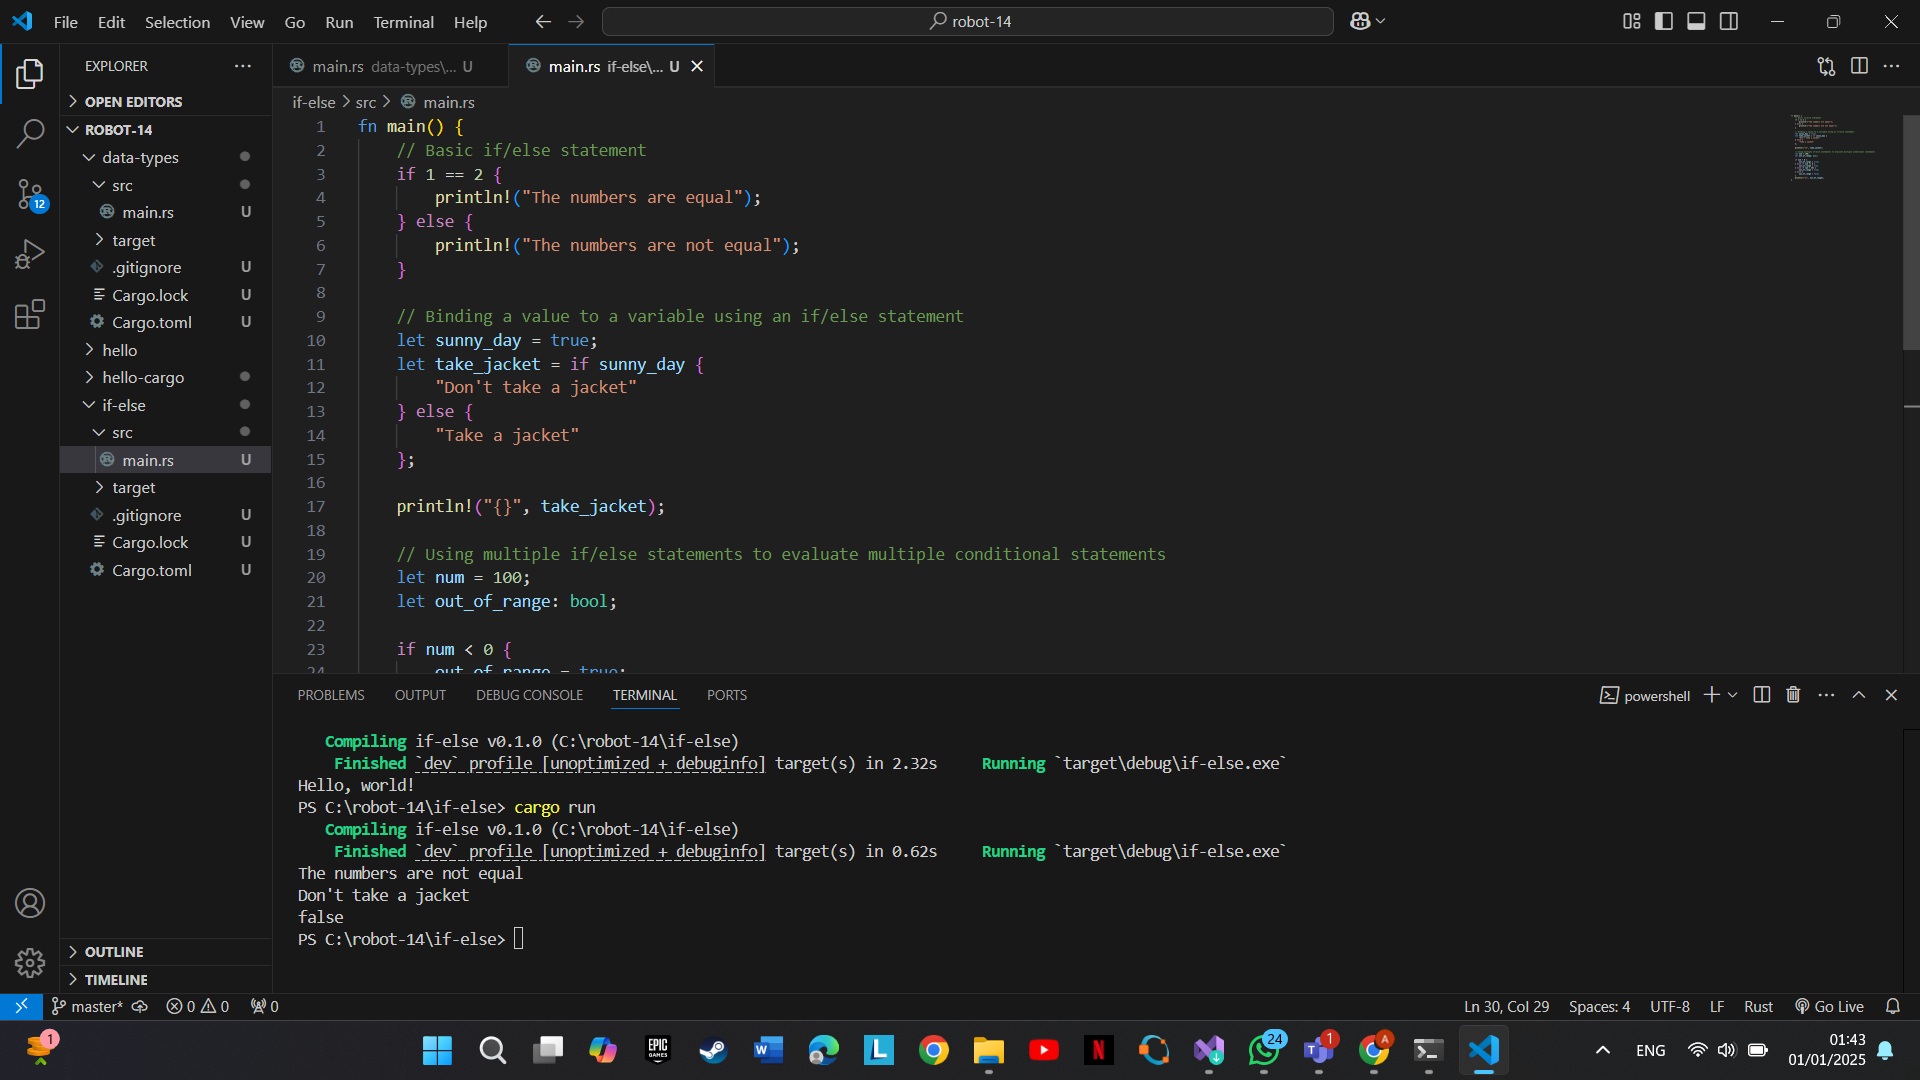 File Edit Selection View Go Run Terminal Help
robot-14
EXPLORER
OPEN EDITORS
ROBOT-14
data-types
src
main.rs U
target
.gitignore U
Cargo.lock U
Cargo.toml U
hello
hello-cargo
if-else
src
main.rs U
target
.gitignore U
Cargo.lock U
Cargo.toml U
OUTLINE
TIMELINE
12
main.rs data-types\... U
main.rs if-else\... U
if-else > src > main.rs
1 fn main() {
2 // Basic if/else statement
3 if 1 == 2 {
4 println!("The numbers are equal");
5 } else {
6 println!("The numbers are not equal");
7 }
8
9 // Binding a value to a variable using an if/else statement
10 let sunny_day = true;
11 let take_jacket = if sunny_day {
12 "Don't take a jacket"
13 } else {
14 "Take a jacket"
15 };
16
17 println!("{}", take_jacket);
18
19 // Using multiple if/else statements to evaluate multiple conditional statements
20 let num = 100;
21 let out_of_range: bool;
22
23 if num < 0 {
24 out_of_range = true;
PROBLEMS OUTPUT DEBUG CONSOLE TERMINAL PORTS
powershell
Compiling if-else v0.1.0 (C:\robot-14\if-else)
Finished `dev` profile [unoptimized + debuginfo] target(s) in 2.32s Running `target\debug\if-else.exe`
Hello, world!
PS C:\robot-14\if-else> cargo run
Compiling if-else v0.1.0 (C:\robot-14\if-else)
Finished `dev` profile [unoptimized + debuginfo] target(s) in 0.62s Running `target\debug\if-else.exe`
The numbers are not equal
Don't take a jacket
false
PS C:\robot-14\if-else>
master* 0 0 0
Ln 30, Col 29 Spaces: 4 UTF-8 LF Rust Go Live
1
EPIC GAMES
W
L
N
24
T
1
A
ENG
01:43
01/01/2025